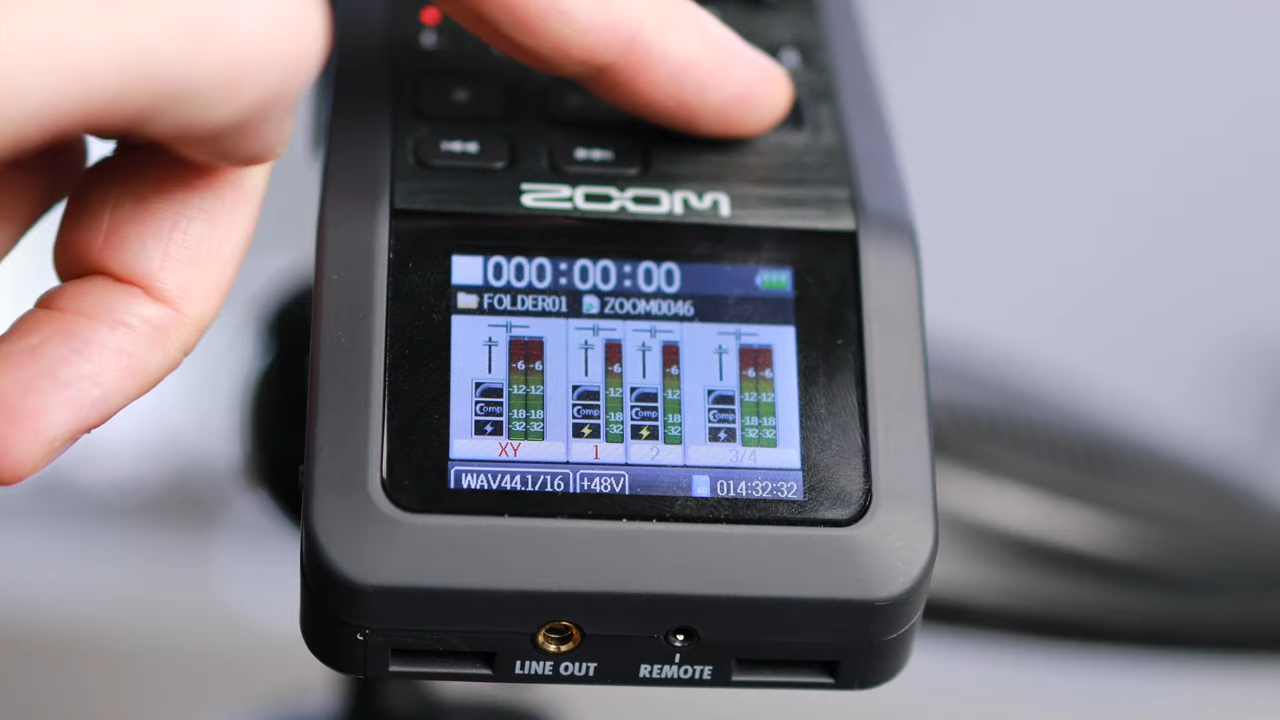 ZOOM
000:00:00
FOLDER01 ZOOM0046
-6 -6 -6 -6 -6 -6
-12 -12 -12 -12 -12 -12
Comp Comp Comp Comp
-18 -18 -18 -18 -18 -18
-32 -32 -32 -32 -32 -32
XY 1 2 3/4
WAV44.1/16 +48V 014:32:32
LINE OUT REMOTE